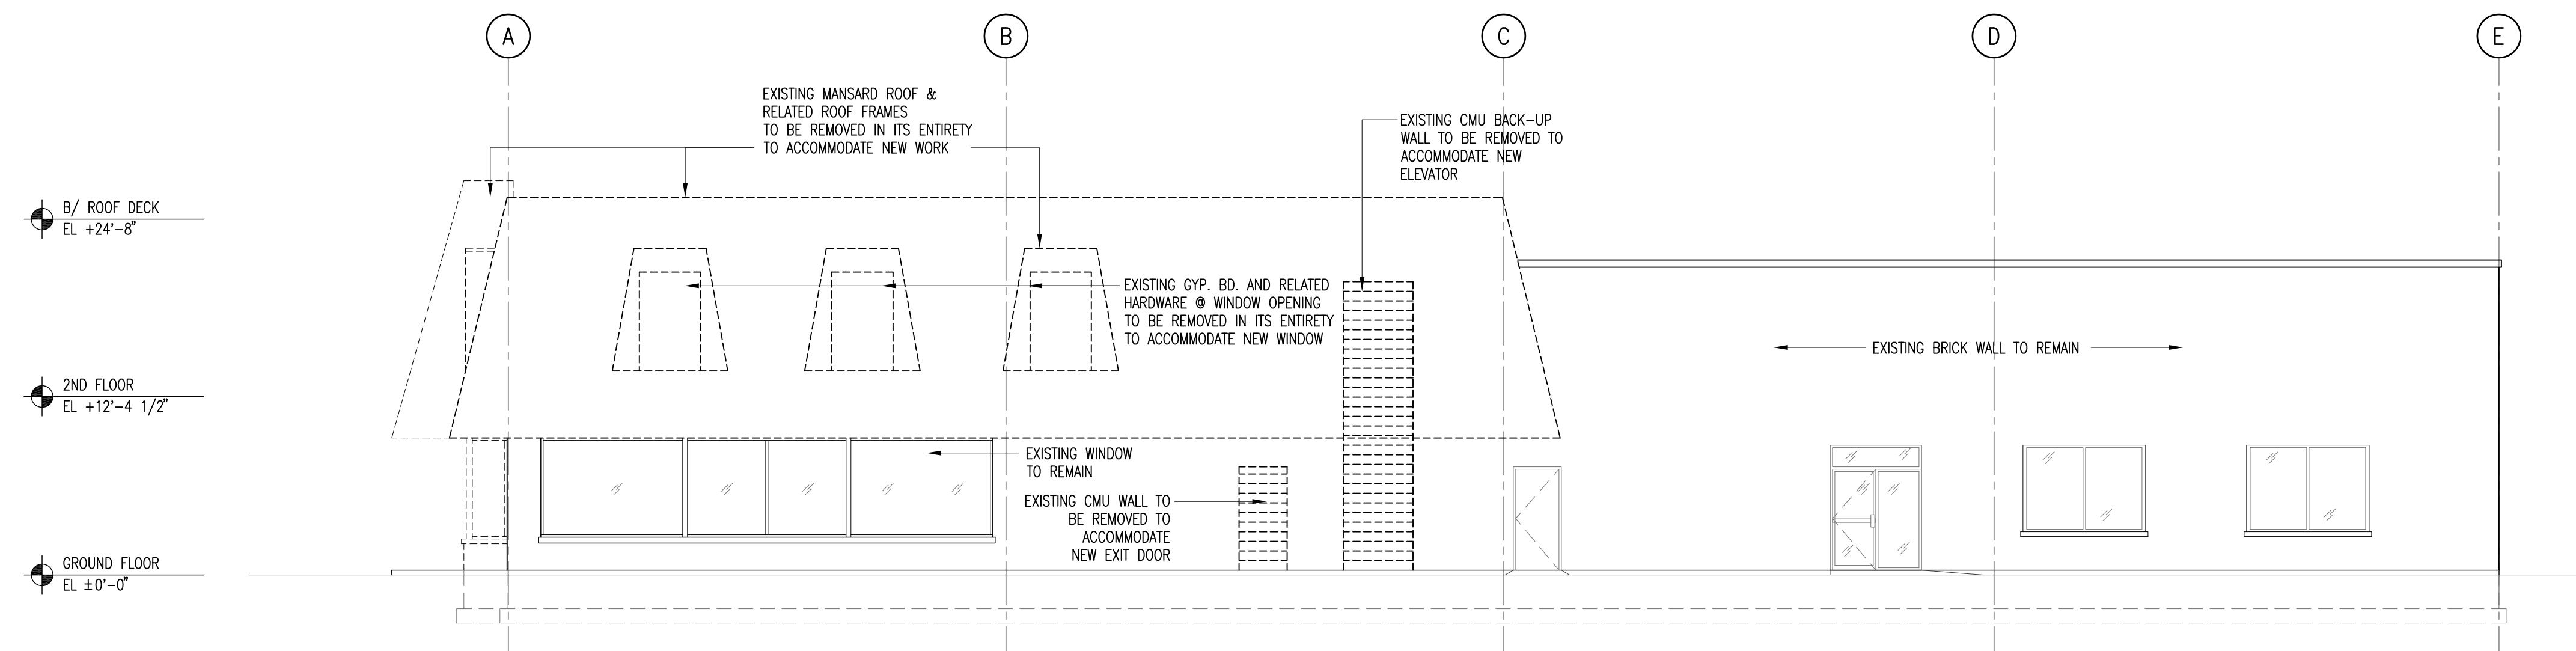 A
B
C
D
E
EXISTING MANSARD ROOF &
RELATED ROOF FRAMES
TO BE REMOVED IN ITS ENTIRETY
TO ACCOMMODATE NEW WORK
EXISTING CMU BACK-UP
WALL TO BE REMOVED TO
ACCOMMODATE NEW
ELEVATOR
B/ ROOF DECK
EL +24'-8"
EXISTING GYP. BD. AND RELATED
HARDWARE @ WINDOW OPENING
TO BE REMOVED IN ITS ENTIRETY
TO ACCOMMODATE NEW WINDOW
EXISTING BRICK WALL TO REMAIN
2ND FLOOR
EL +12'-4 1/2"
EXISTING WINDOW
TO REMAIN
EXISTING CMU WALL TO
BE REMOVED TO
ACCOMMODATE
NEW EXIT DOOR
GROUND FLOOR
EL ±0'-0"